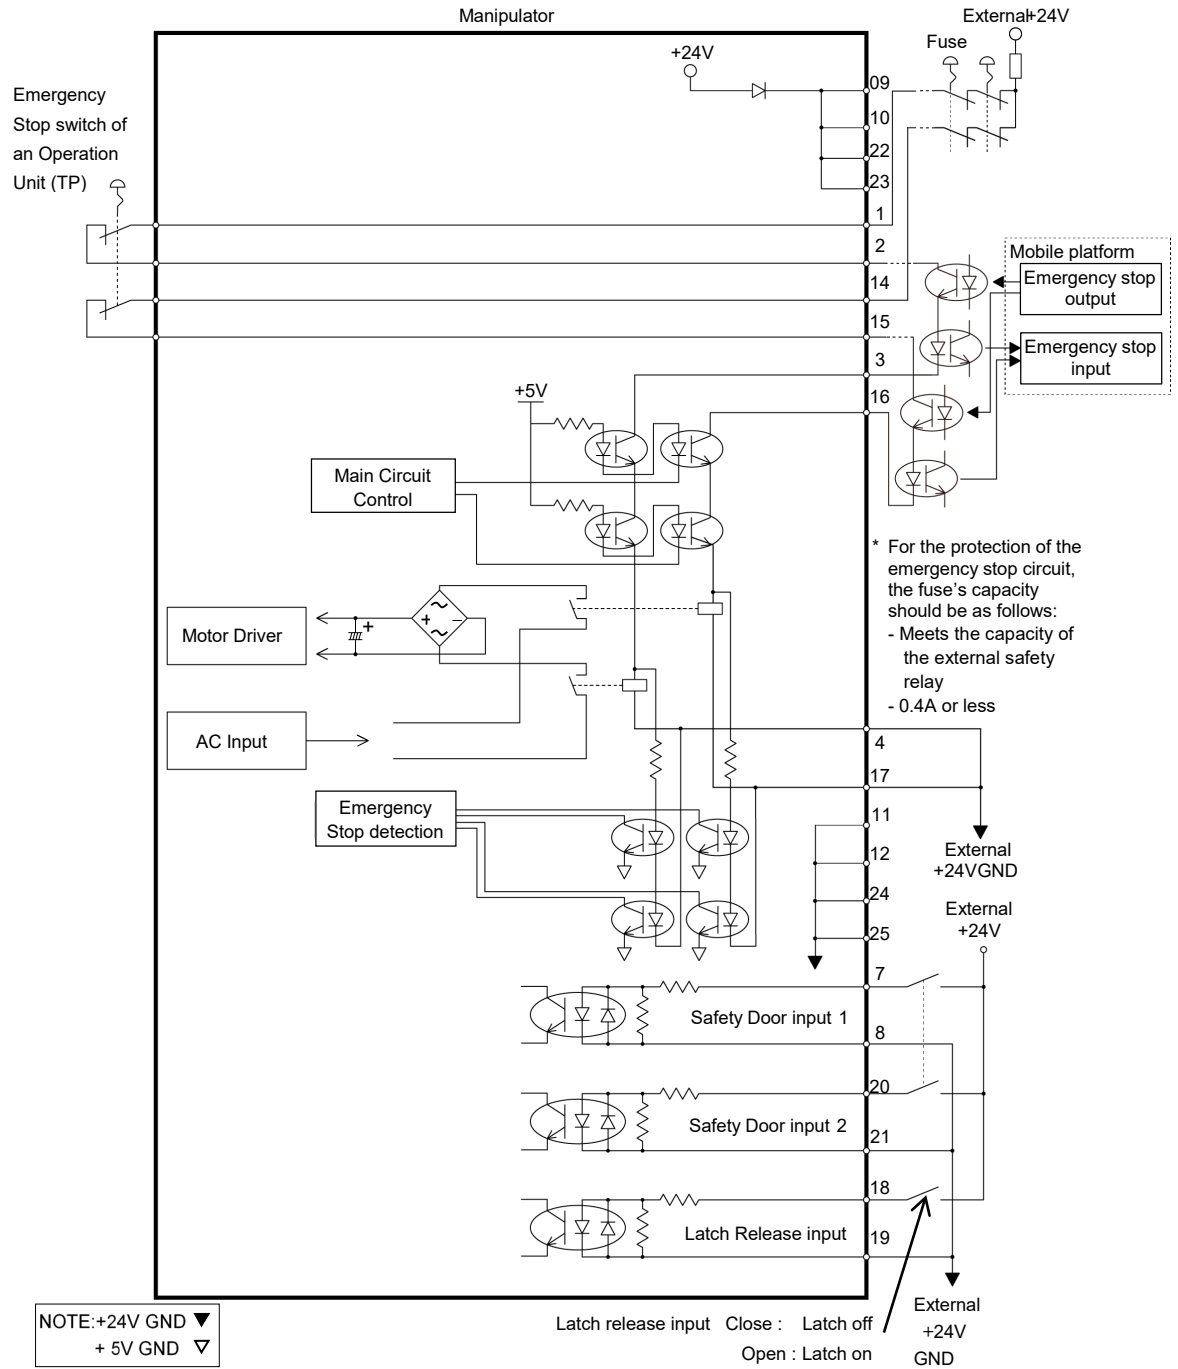 Manipulator
External+24V
Fuse
+24V
Emergency
Stop switch of
an Operation
Unit (TP)
09
10
22
23
1
2
14
15
3
16
Mobile platform
Emergency stop
output
Emergency stop
input
+5V
Main Circuit
Control
* For the protection of the
emergency stop circuit,
the fuse's capacity
should be as follows:
- Meets the capacity of
the external safety
relay
- 0.4A or less
Motor Driver
+
+
−
AC Input
4
17
Emergency
Stop detection
11
12
24
25
External
+24VGND
External
+24V
7
Safety Door input 1
8
20
Safety Door input 2
21
18
Latch Release input
19
NOTE:+24V GND ▼
+ 5V GND ▽
Latch release input Close : Latch off
Open : Latch on
External
+24V
GND